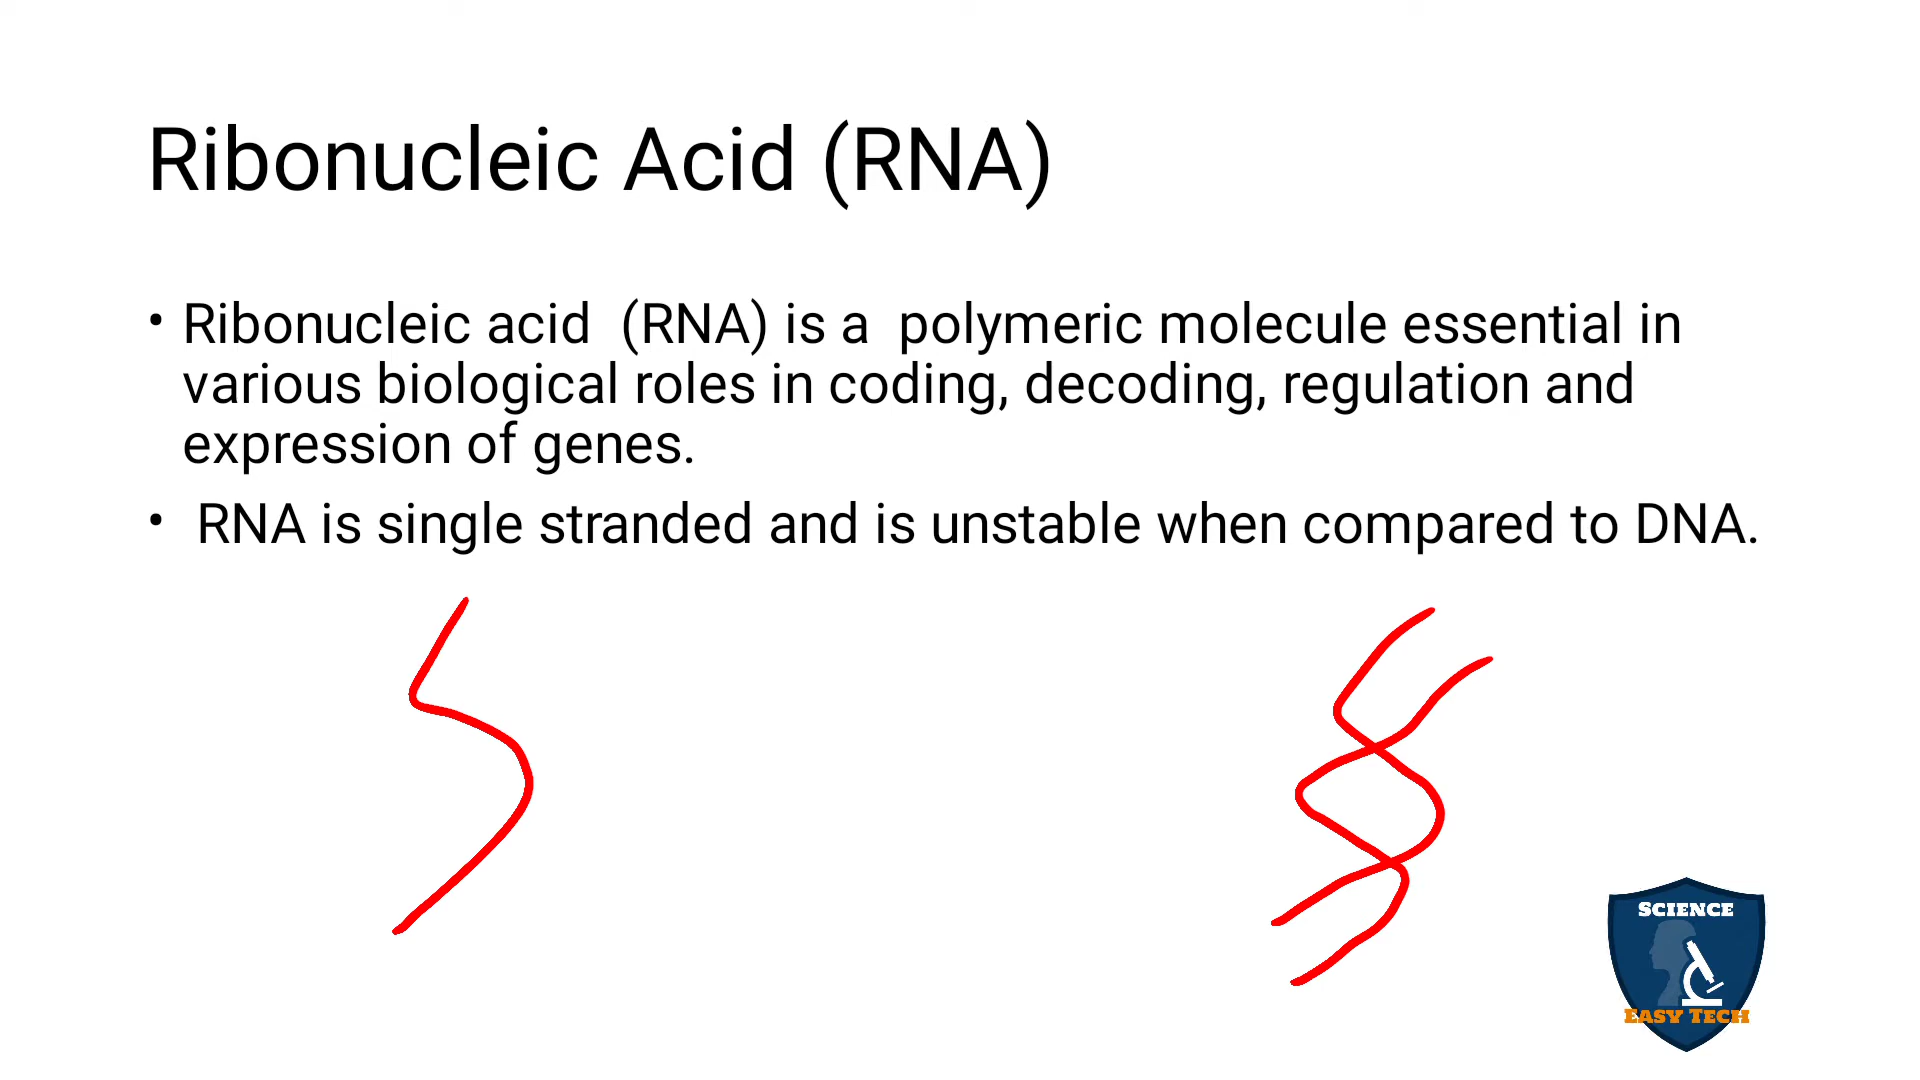 Ribonucleic Acid (RNA)
• Ribonucleic acid  (RNA) is a  polymeric molecule essential in
various biological roles in coding, decoding, regulation and
expression of genes.
•  RNA is single stranded and is unstable when compared to DNA.
SCIENCE
EASY TECH